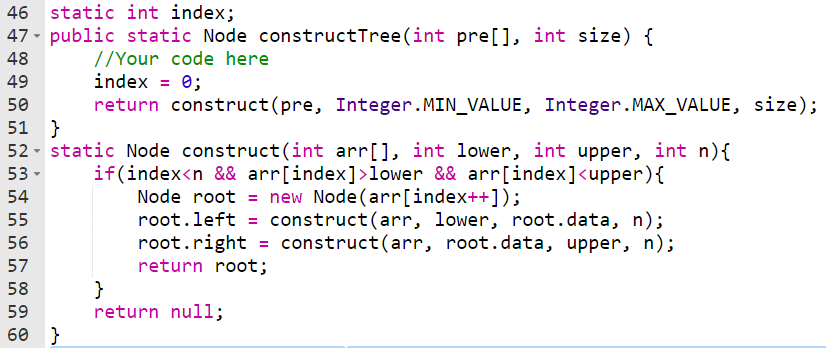 46 static int index;
47 public static Node constructTree(int pre[], int size) {
48     //Your code here
49     index = 0;
50     return construct(pre, Integer.MIN_VALUE, Integer.MAX_VALUE, size);
51 }
52 static Node construct(int arr[], int lower, int upper, int n){
53     if(index<n && arr[index]>lower && arr[index]<upper){
54         Node root = new Node(arr[index++]);
55         root.left = construct(arr, lower, root.data, n);
56         root.right = construct(arr, root.data, upper, n);
57         return root;
58     }
59     return null;
60 }